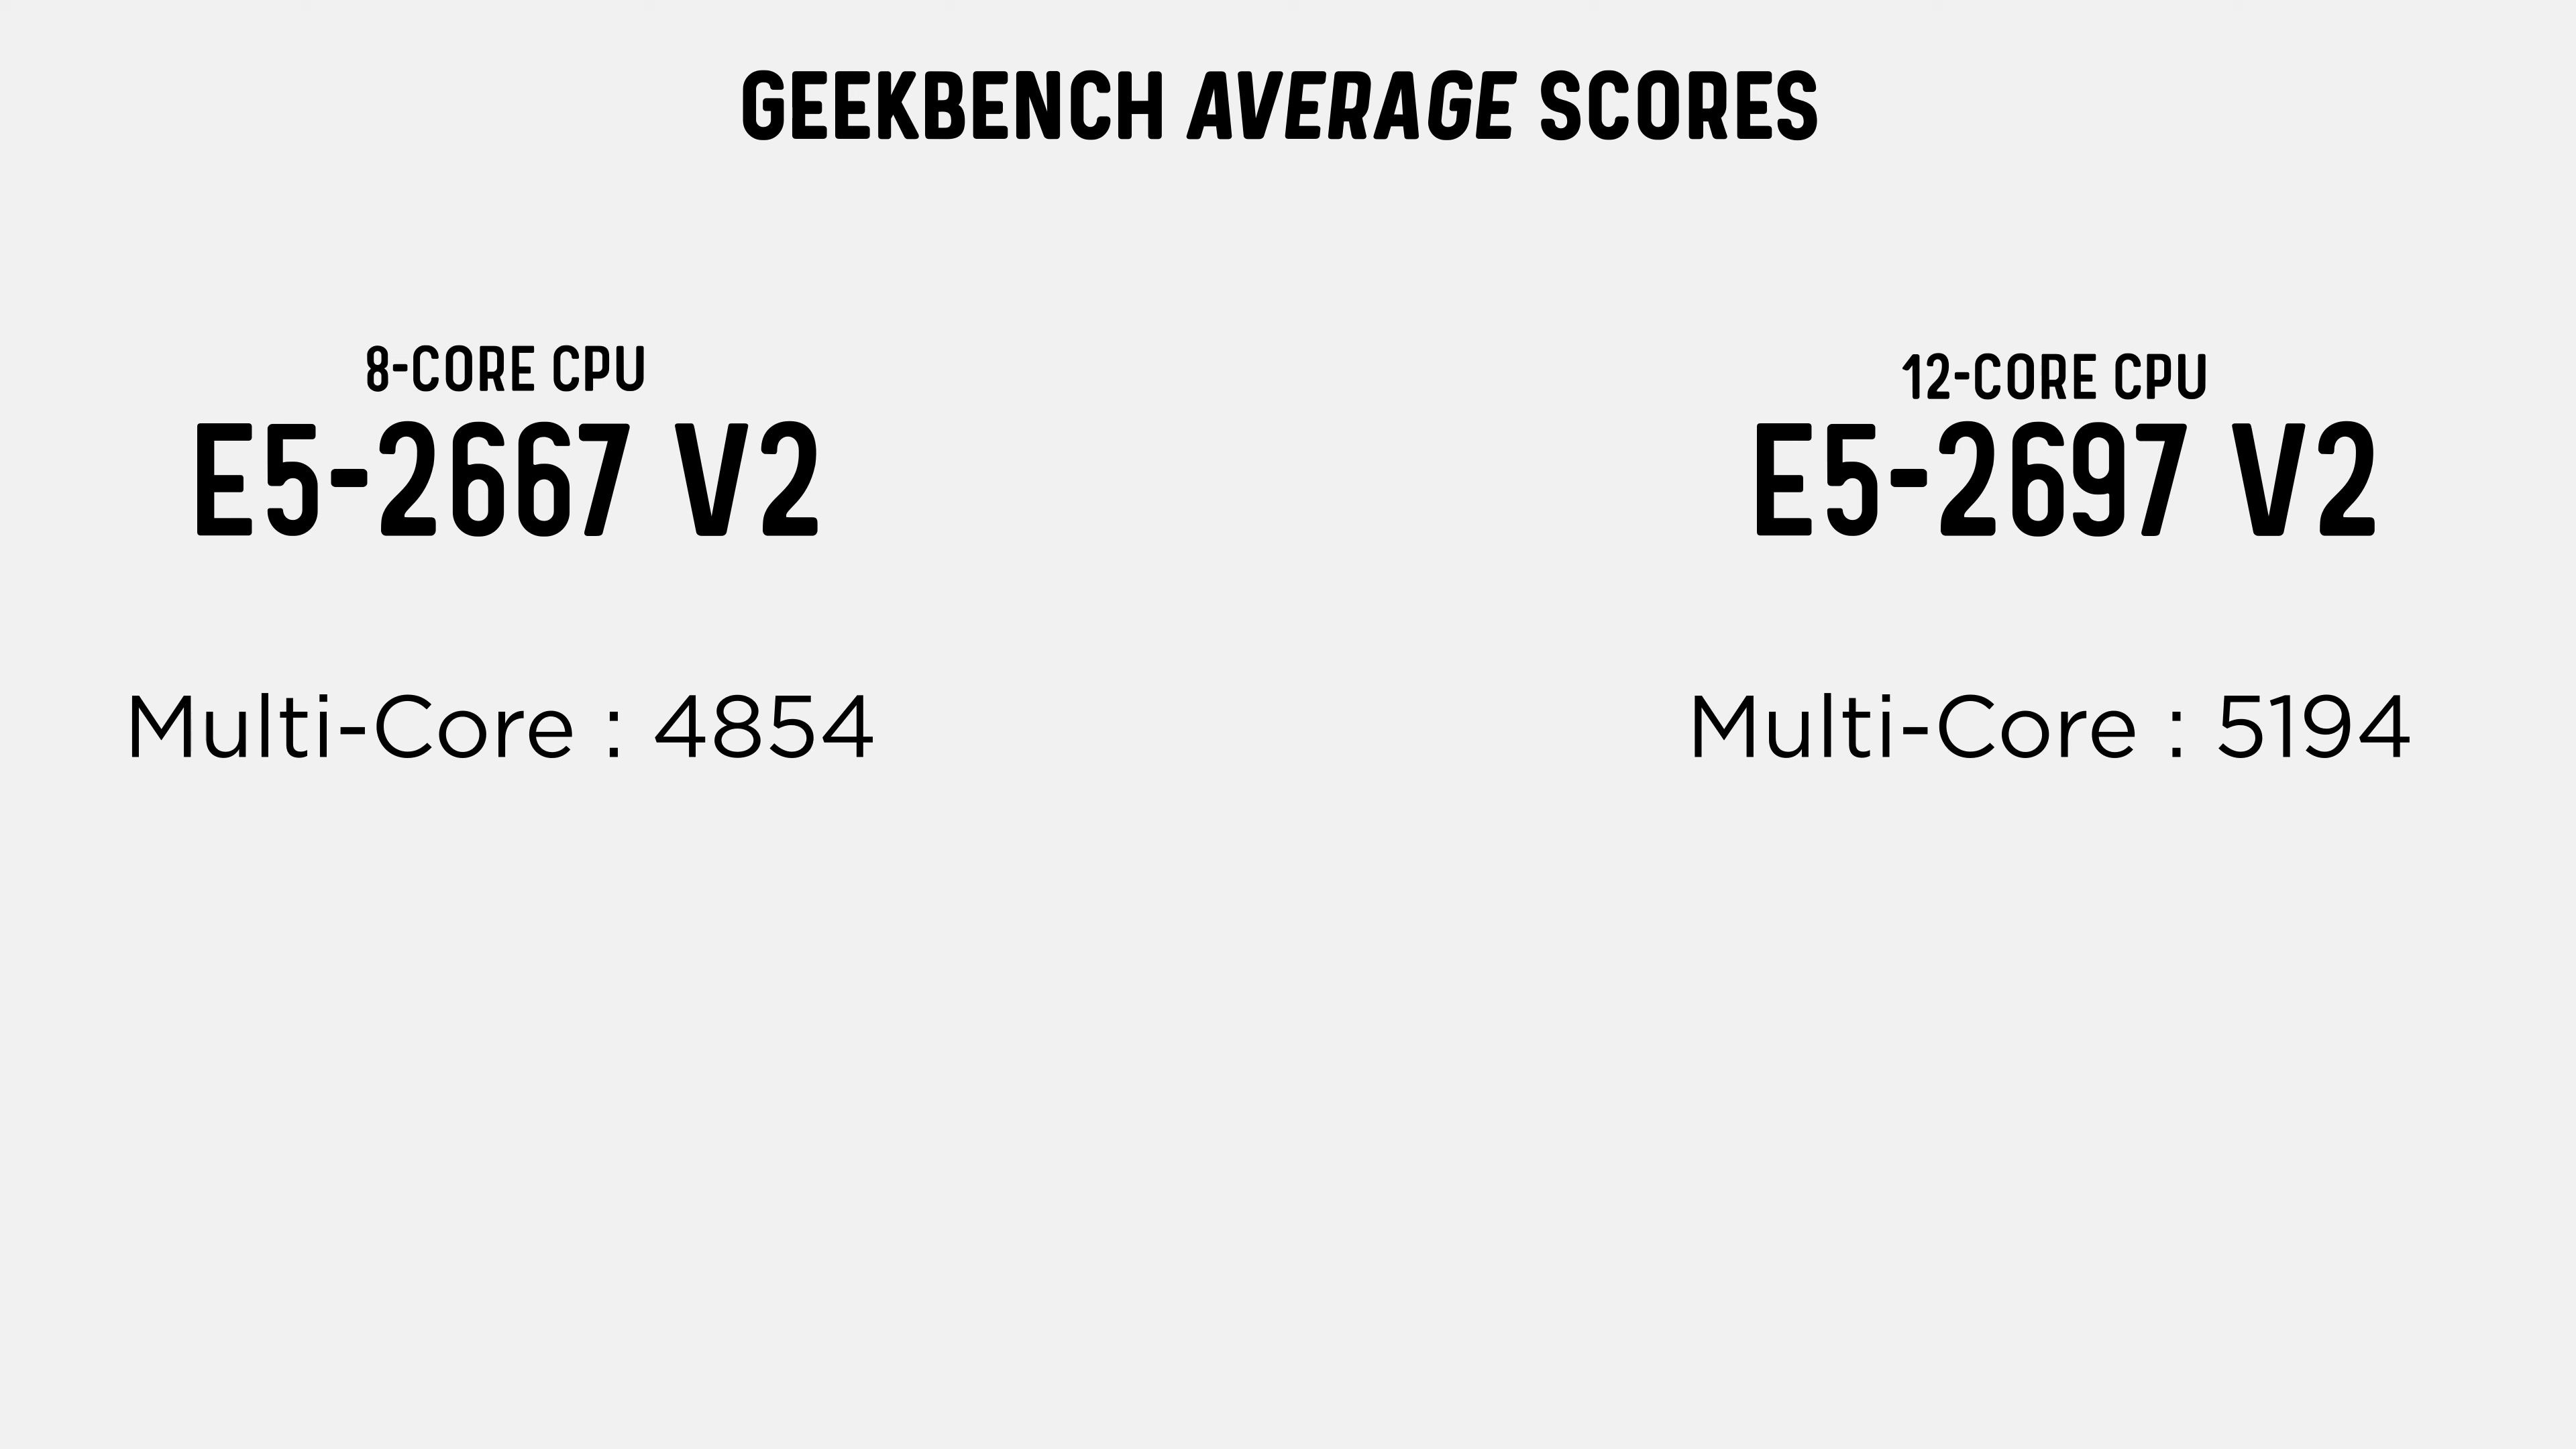 GEEKBENCH AVERAGE SCORES
8-CORE CPU
E5-2667 V2
Multi-Core : 4854
12-CORE CPU
E5-2697 V2
Multi-Core : 5194